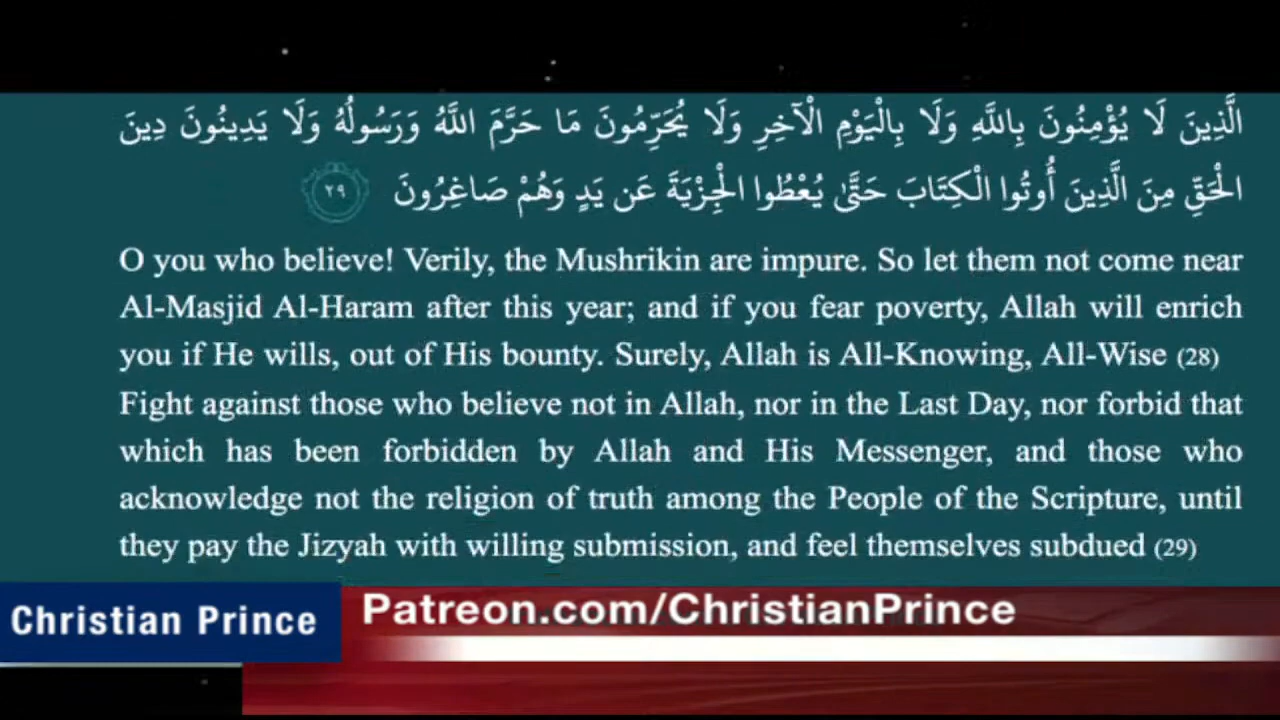 الَّذِينَ لَا يُؤْمِنُونَ بِاللَّهِ وَلَا بِالْيَوْمِ الْآخِرِ وَلَا يُحَرِّمُونَ مَا حَرَّمَ اللَّهُ وَرَسُولُهُ وَلَا يَدِينُونَ دِينَ
الْحَقِّ مِنَ الَّذِينَ أُوتُوا الْكِتَابَ حَتَّىٰ يُعْطُوا الْجِزْيَةَ عَن يَدٍ وَهُمْ صَاغِرُونَ ٢٩
O you who believe! Verily, the Mushrikin are impure. So let them not come near
Al-Masjid Al-Haram after this year; and if you fear poverty, Allah will enrich
you if He wills, out of His bounty. Surely, Allah is All-Knowing, All-Wise (28)
Fight against those who believe not in Allah, nor in the Last Day, nor forbid that
which has been forbidden by Allah and His Messenger, and those who
acknowledge not the religion of truth among the People of the Scripture, until
they pay the Jizyah with willing submission, and feel themselves subdued (29)
Christian Prince
Patreon.com/ChristianPrince